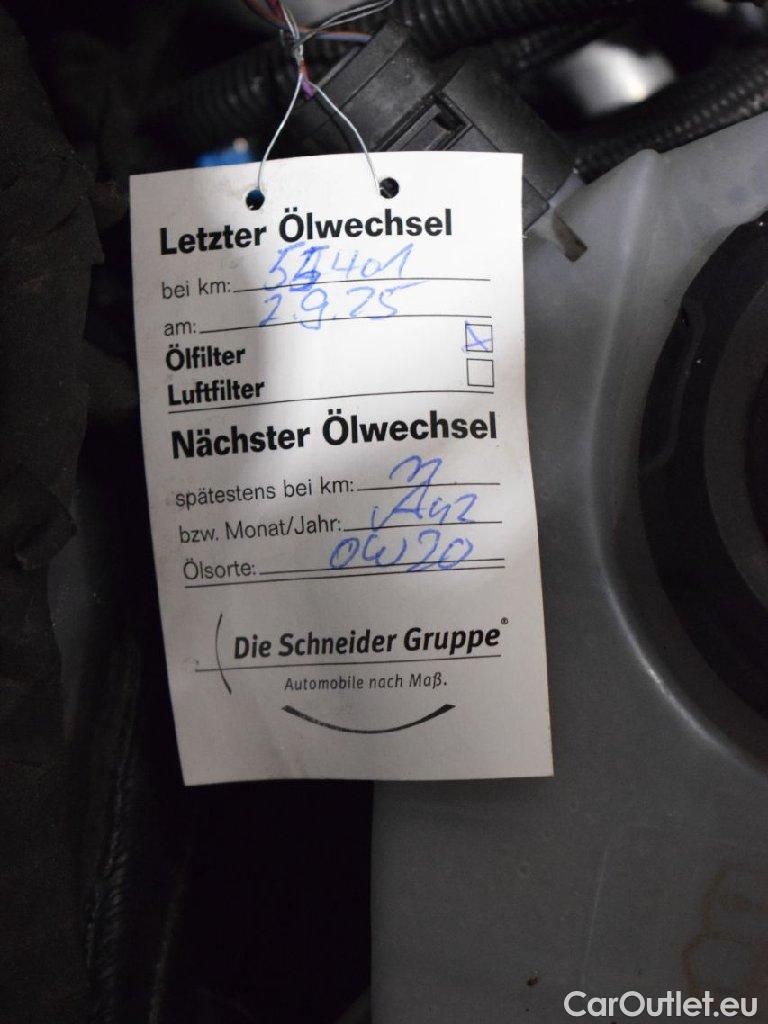 Letzter Ölwechsel
bei km: 55401
am: 2.9.25
Ölfilter
Luftfilter
Nächster Ölwechsel
spätestens bei km:
bzw. Monat/Jahr:
Ölsorte: 0W20
Die Schneider Gruppe®
Automobile nach Maß.
CarOutlet.eu